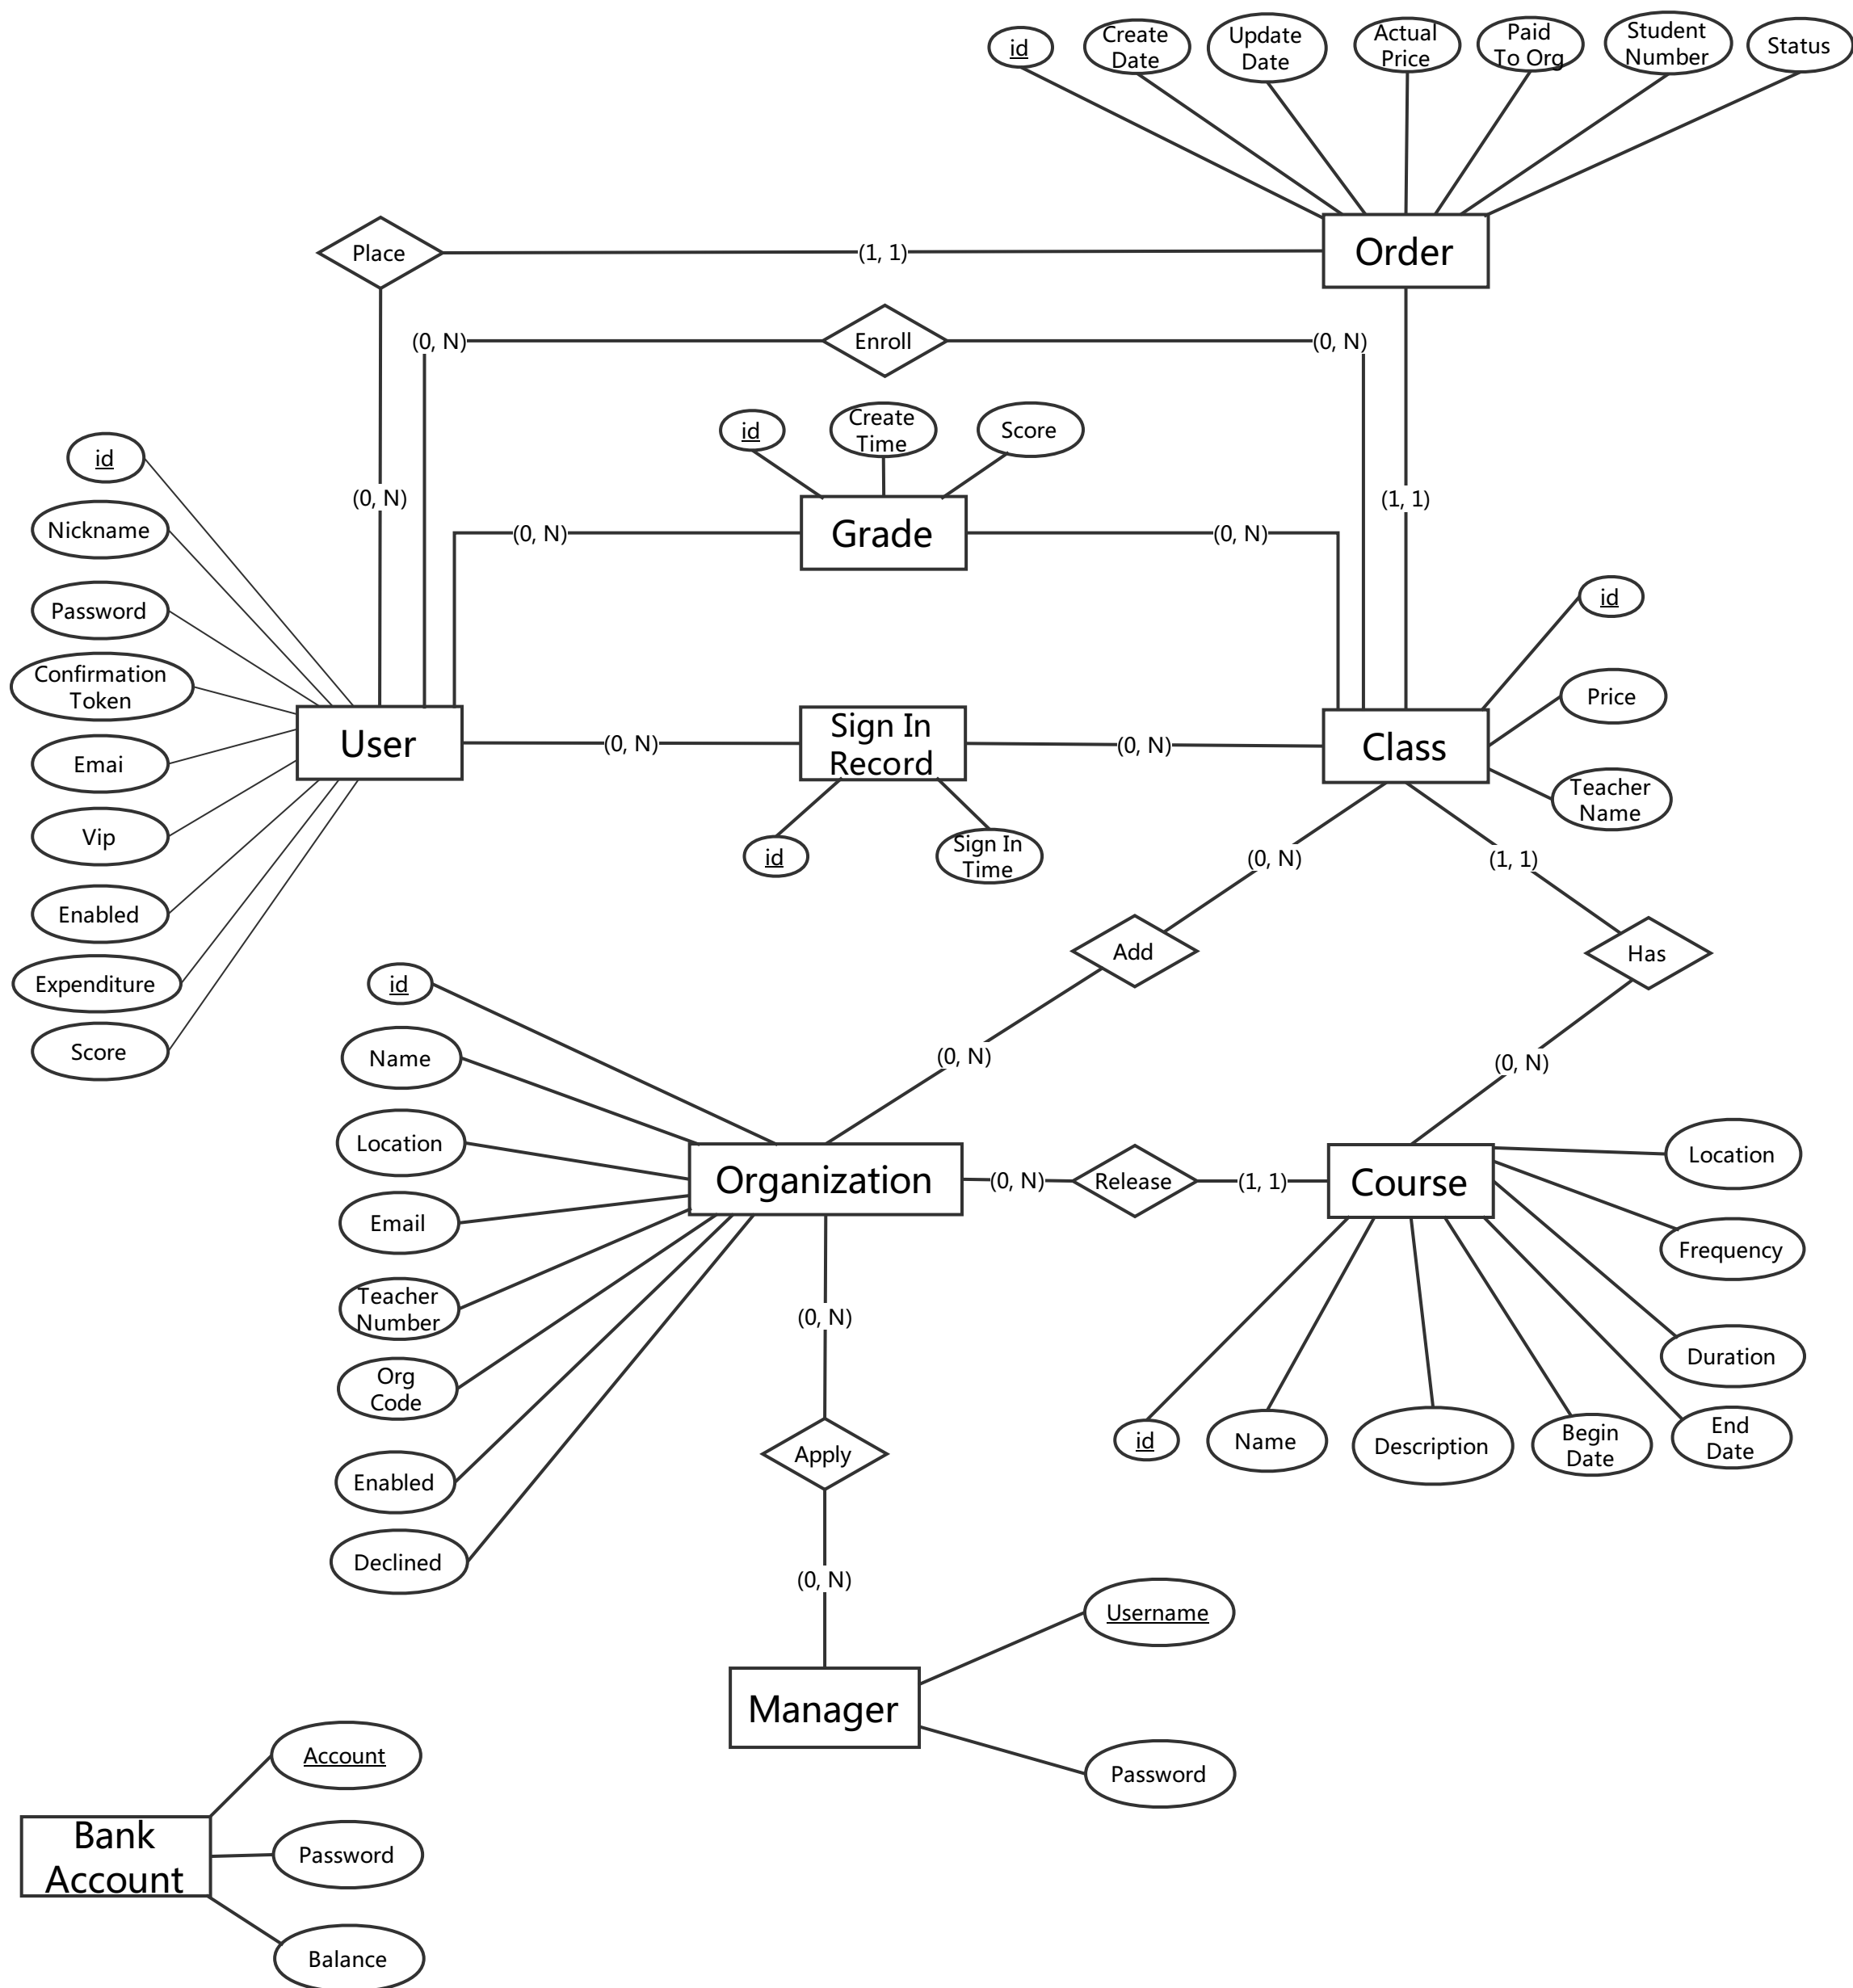 id
Create
Date
Update
Date
Actual
Price
Paid
To Org
Student
Number
Status
Place
(1, 1)
Order
(0, N)
Enroll
(0, N)
id
Create
Time
Score
id
(0, N)
(1, 1)
Nickname
(0, N)
Grade
(0, N)
Password
id
Confirmation
Token
Price
User
(0, N)
Sign In
Record
(0, N)
Class
Emai
Teacher
Name
Vip
id
Sign In
Time
(0, N)
(1, 1)
Enabled
Add
Has
Expenditure
id
Score
Name
(0, N)
(0, N)
Location
Location
Organization
(0, N)
Release
(1, 1)
Course
Email
Frequency
Teacher
Number
(0, N)
Duration
Org
Code
id
Name
Description
Begin
Date
End
Date
Apply
Enabled
Declined
(0, N)
Username
Manager
Account
Password
Bank
Account
Password
Balance